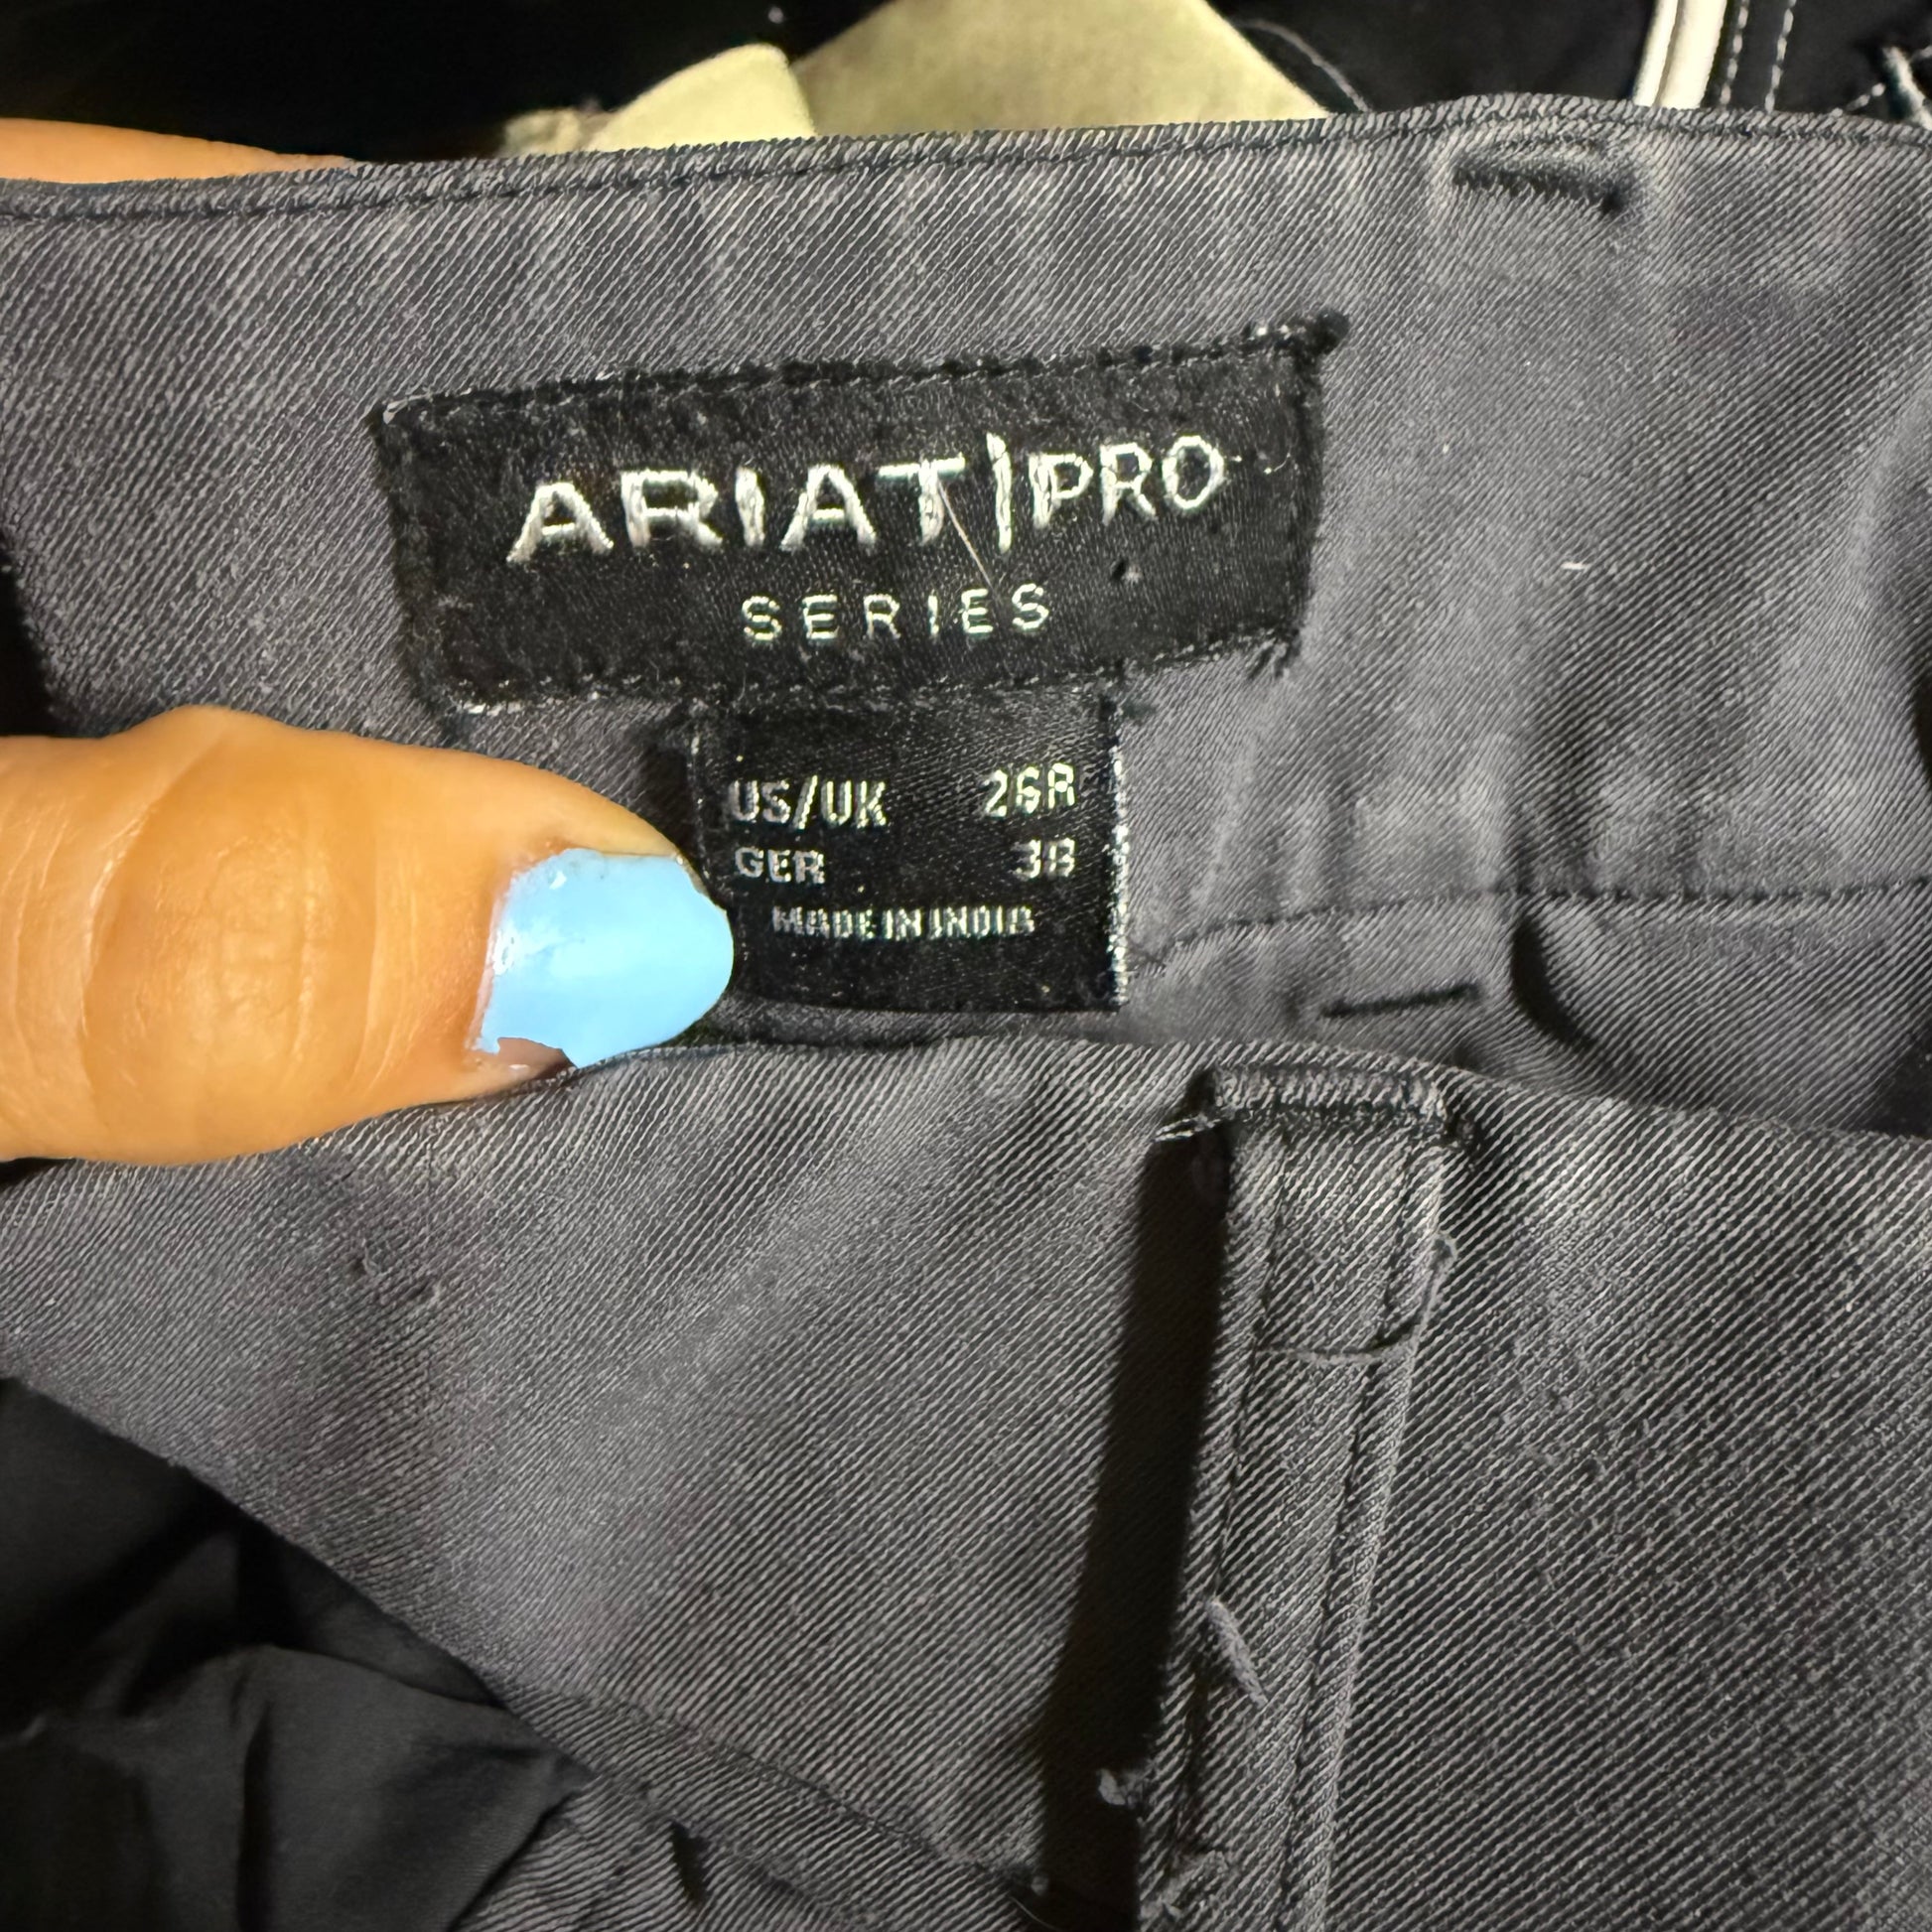 ARIAT|PRO
SERIES
US/UK 26R
GER 38
MADE IN INDIA